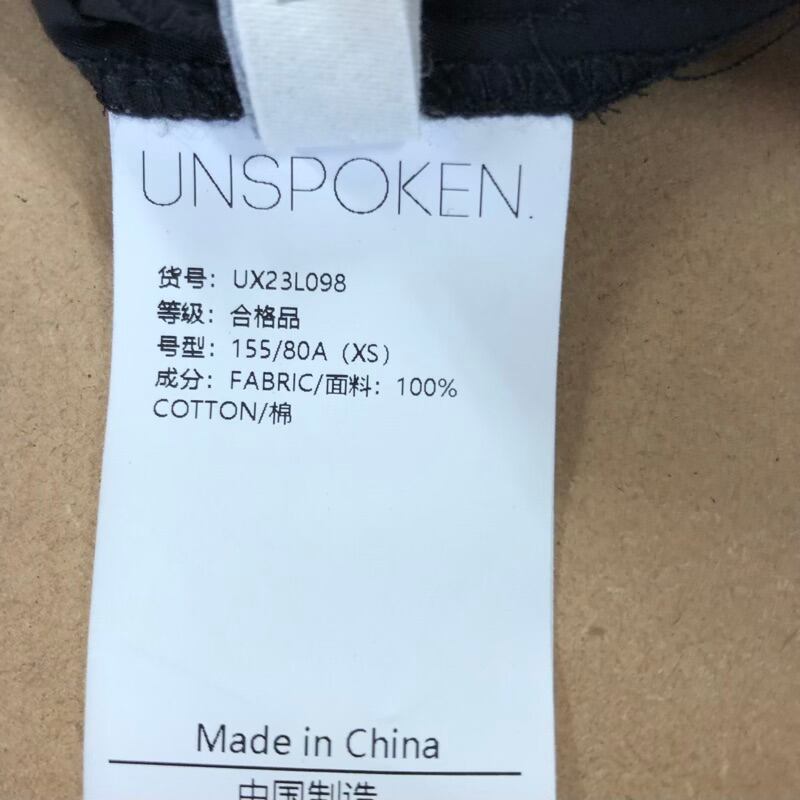 UNSPOKEN.
货号：UX23L098
等级：合格品
号型：155/80A（XS）
成分：FABRIC/面料：100%
COTTON/棉
Made in China
中国制造